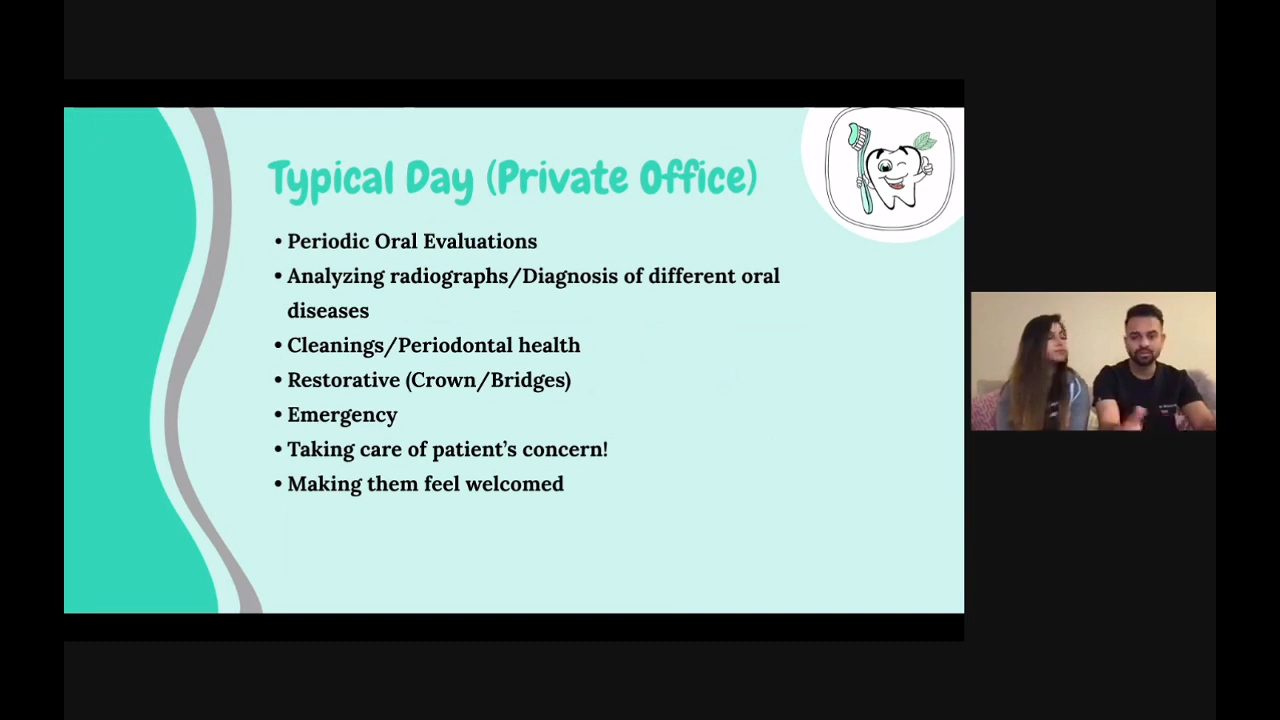 Typical Day (Private Office)
• Periodic Oral Evaluations
• Analyzing radiographs/Diagnosis of different oral
diseases
• Cleanings/Periodontal health
• Restorative (Crown/Bridges)
• Emergency
• Taking care of patient's concern!
• Making them feel welcomed